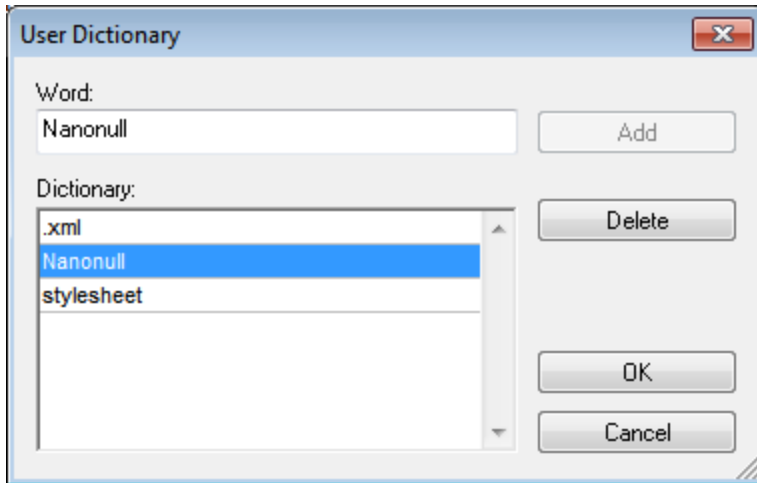 User Dictionary
Word:
Nanonull
Add
Dictionary:
.xml
Nanonull
stylesheet
Delete
OK
Cancel